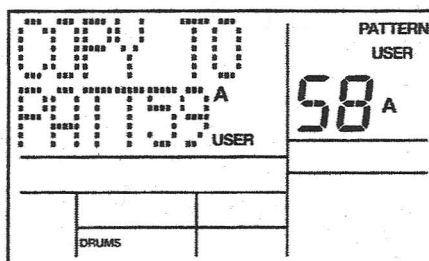 COPY TO
PATT59 A
USER
PATTERN
USER
58 A
DRUMS